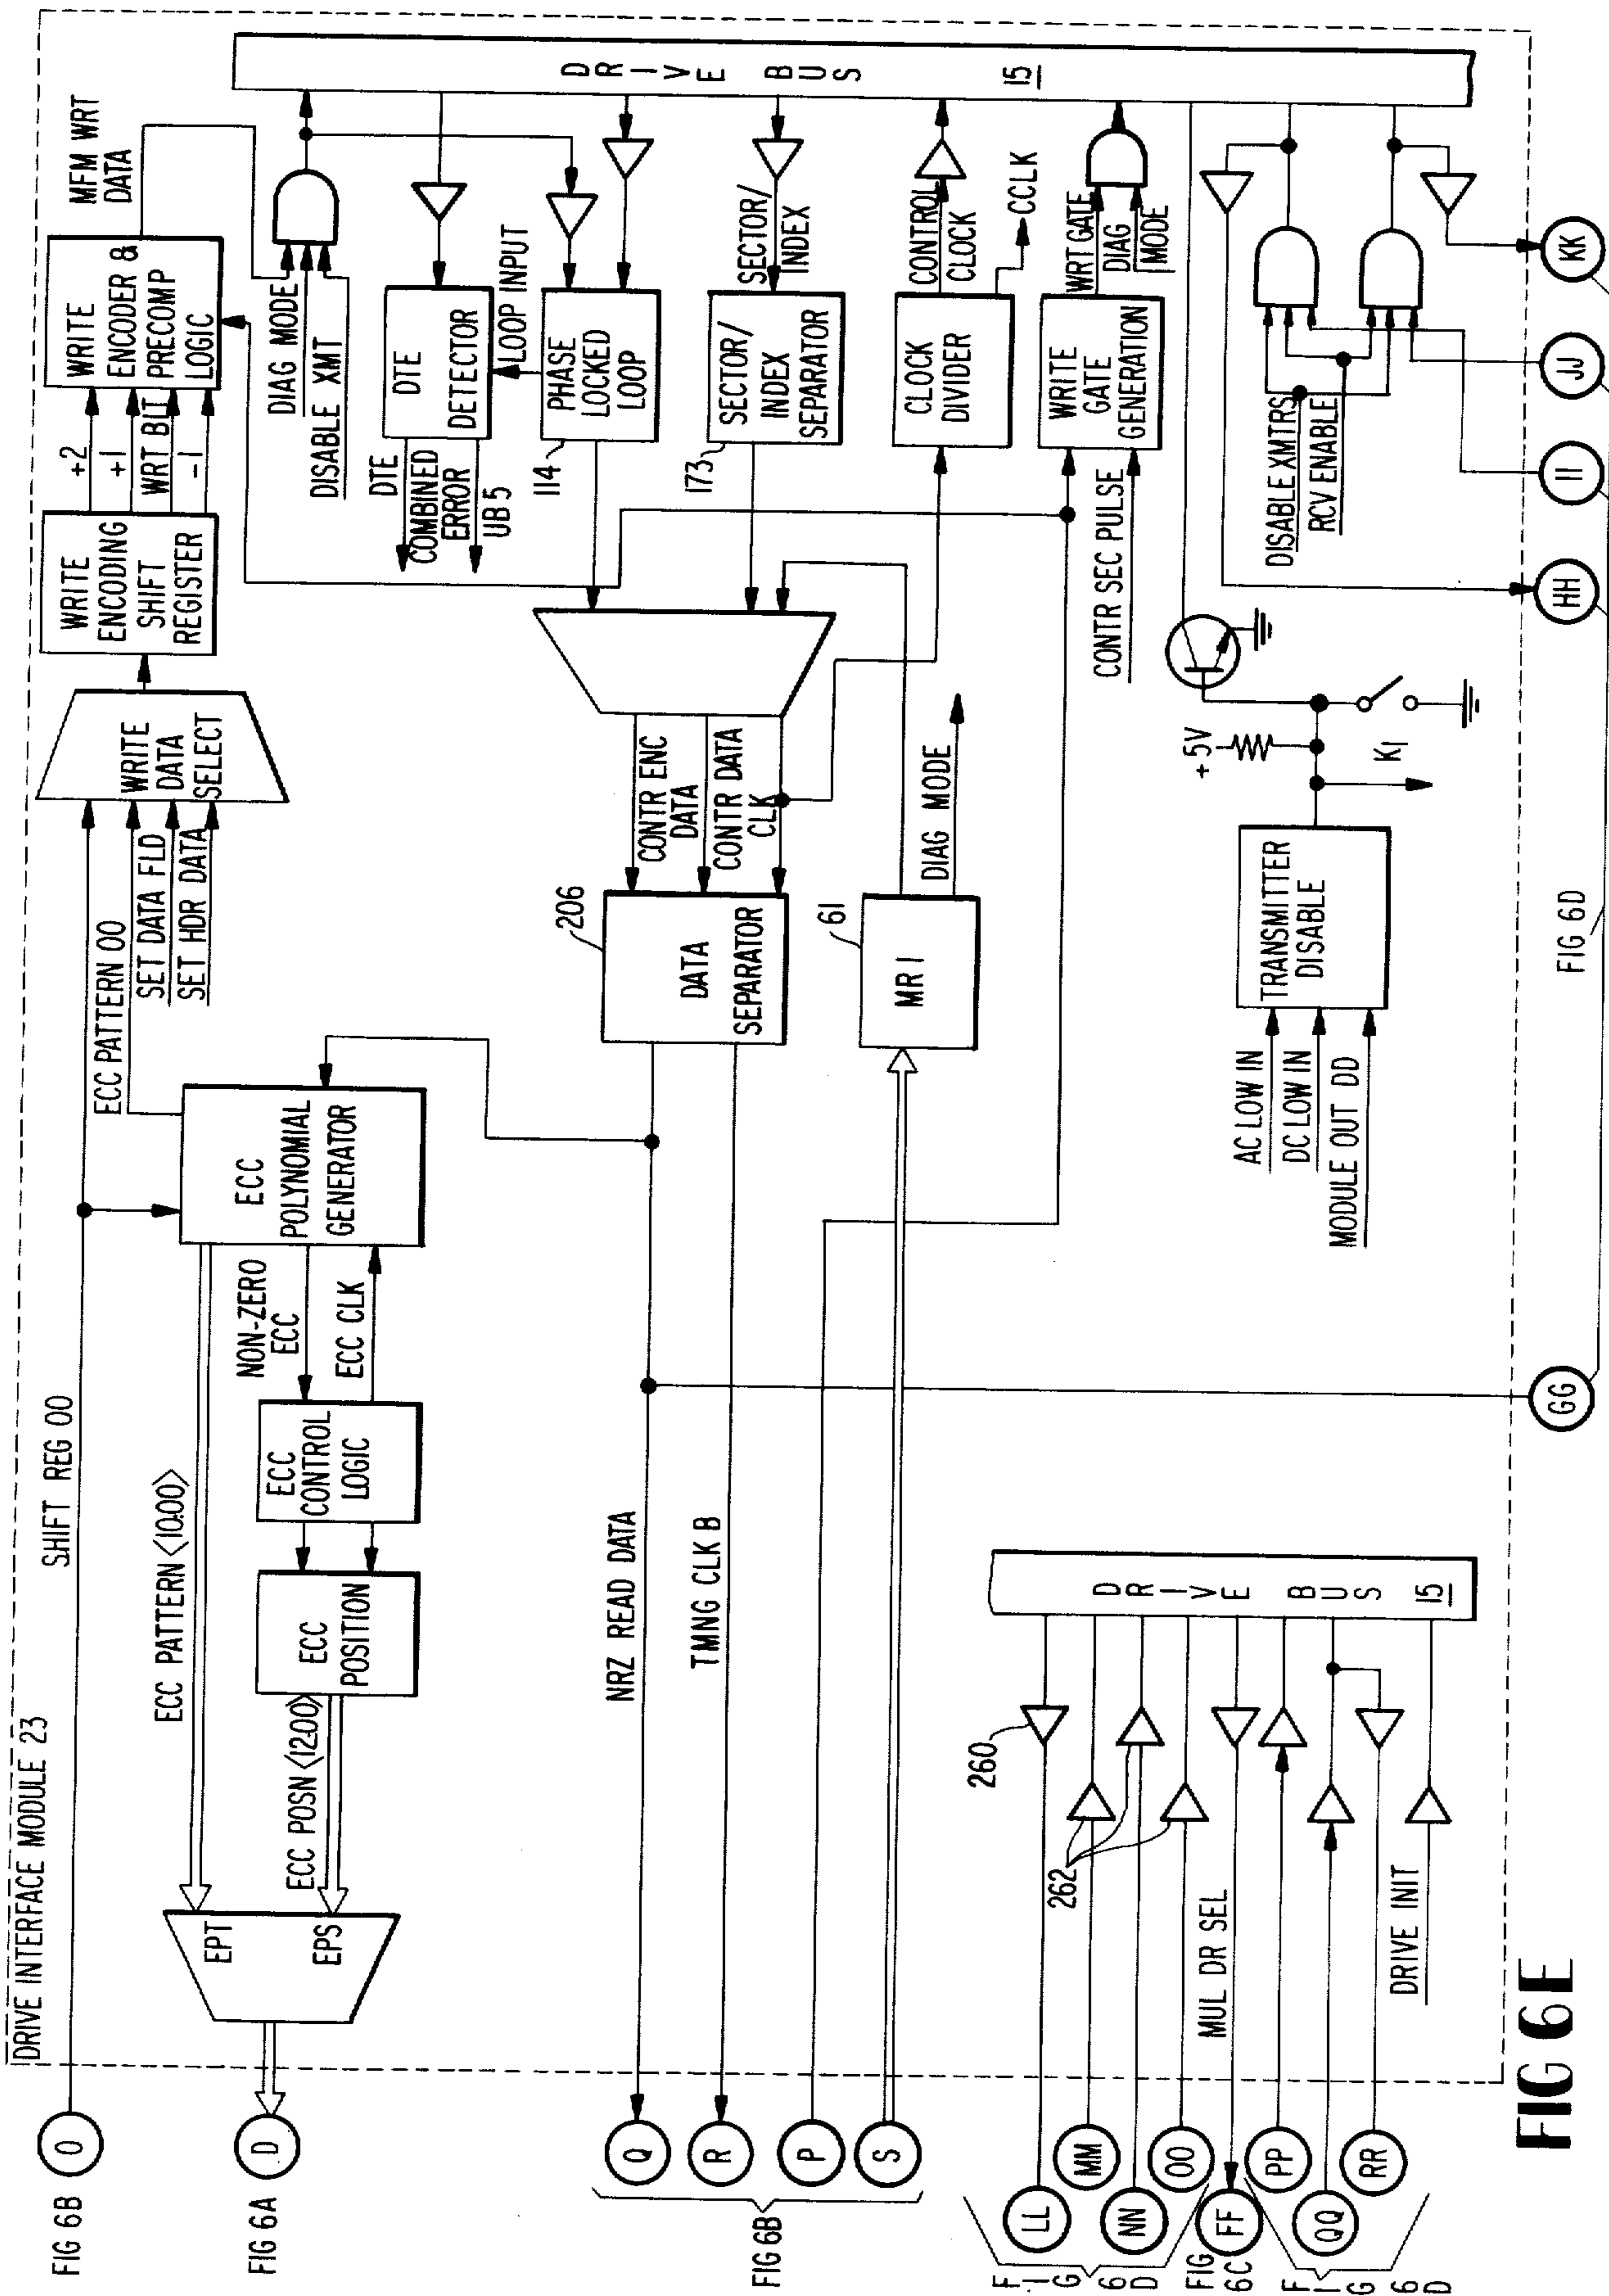 DRIVE INTERFACE MODULE 23
FIG 6B
O
SHIFT REG 00
FIG 6A
D
EPT
EPS
ECC PATTERN <10:00>
ECC POSN <12:00>
ECC
POSITION
ECC
CONTROL
LOGIC
NON-ZERO
ECC
ECC CLK
ECC
POLYNOMIAL
GENERATOR
ECC PATTERN 00
SET DATA FLD
SET HDR DATA
WRITE
DATA
SELECT
WRITE
ENCODING
SHIFT
REGISTER
+2
+1
WRT BIT
-1
WRITE
ENCODER &
PRECOMP
LOGIC
MFM WRT
DATA
DIAG MODE
DISABLE XMT
DTE
COMBINED
ERROR
UB 5
DTE
DETECTOR
LOOP INPUT
114
PHASE
LOCKED
LOOP
173
SECTOR/
INDEX
SEPARATOR
SECTOR/
INDEX
CLOCK
DIVIDER
CONTROL
CLOCK
CCLK
WRITE
GATE
GENERATION
CONTR SEC PULSE
WRT GATE
DIAG
MODE
DRIVE BUS 15
FIG 6B
Q
R
P
S
NRZ READ DATA
TMNG CLK B
206
DATA
SEPARATOR
CONTR ENC
DATA
CONTR DATA
CLK
61
MR1
DIAG MODE
AC LOW IN
DC LOW IN
MODULE OUT DD
TRANSMITTER
DISABLE
+5V
K1
DISABLE XMTRS
RCV ENABLE
FIG 6D
LL
MM
NN
OO
FIG 6C
FF
FIG 6D
PP
QQ
RR
260
262
MUL DR SEL
DRIVE INIT
DRIVE BUS 15
GG
FIG 6D
HH
II
JJ
KK
FIG 6E